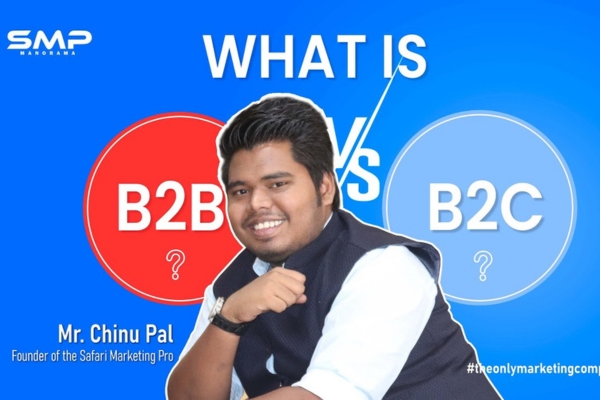 SMP
MANORAMA
WHAT IS
VS
B2B
?
B2C
?
Mr. Chinu Pal
Founder of the Safari Marketing Pro
#theonlymarketingcomp